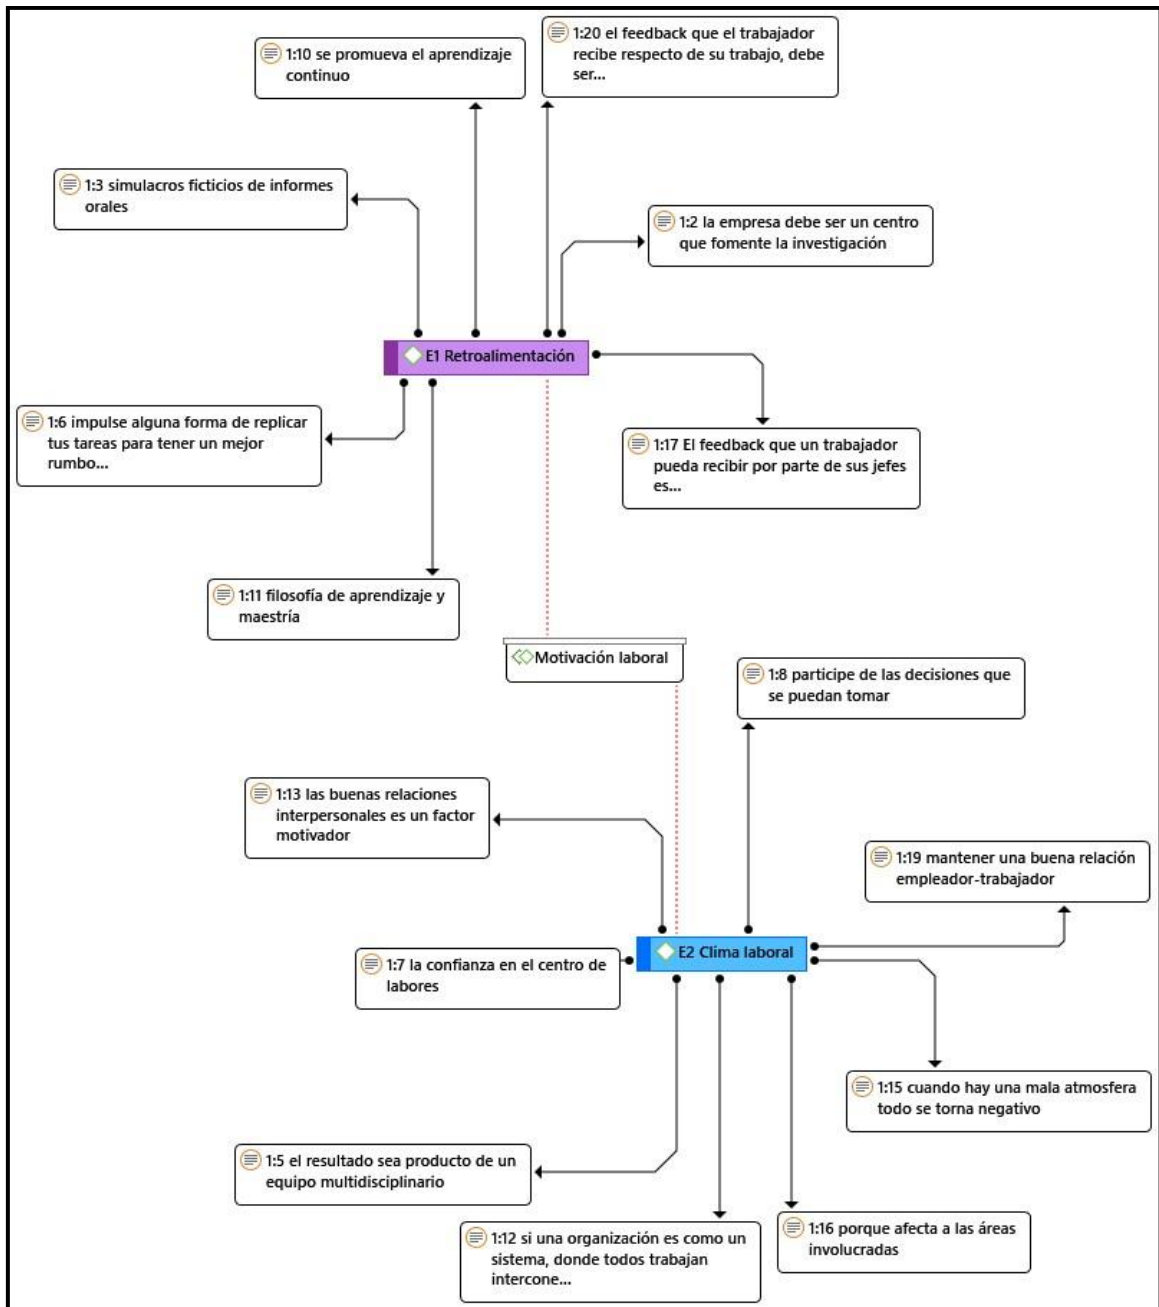 1:20 el feedback que el trabajador
recibe respecto de su trabajo, debe
ser...
1:10 se promueva el aprendizaje
continuo
1:3 simulacros ficticios de informes
orales
1:2 la empresa debe ser un centro
que fomente la investigación
E1 Retroalimentación
1:6 impulse alguna forma de replicar
tus tareas para tener un mejor
rumbo...
1:17 El feedback que un trabajador
pueda recibir por parte de sus jefes
es...
1:11 filosofía de aprendizaje y
maestría
Motivación laboral
1:8 participe de las decisiones que
se puedan tomar
1:13 las buenas relaciones
interpersonales es un factor
motivador
1:19 mantener una buena relación
empleador-trabajador
E2 Clima laboral
1:7 la confianza en el centro de
labores
1:15 cuando hay una mala atmosfera
todo se torna negativo
1:5 el resultado sea producto de un
equipo multidisciplinario
1:12 si una organización es como un
sistema, donde todos trabajan
intercone...
1:16 porque afecta a las áreas
involucradas